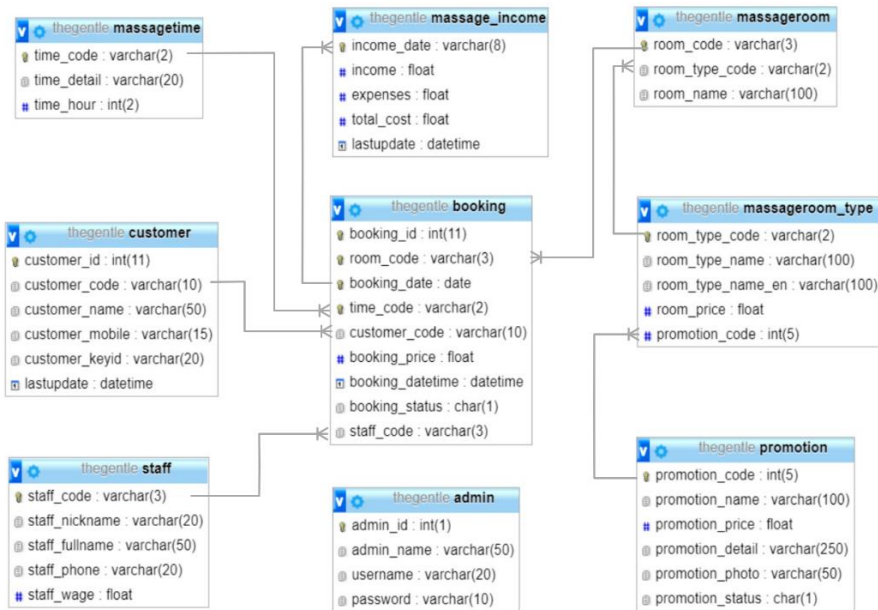 thegentle massagetime
time_code : varchar(2)
time_detail : varchar(20)
time_hour : int(2)
thegentle massage_income
income_date : varchar(8)
income : float
expenses : float
total_cost : float
lastupdate : datetime
thegentle massageroom
room_code : varchar(3)
room_type_code : varchar(2)
room_name : varchar(100)
thegentle customer
customer_id : int(11)
customer_code : varchar(10)
customer_name : varchar(50)
customer_mobile : varchar(15)
customer_keyid : varchar(20)
lastupdate : datetime
thegentle booking
booking_id : int(11)
room_code : varchar(3)
booking_date : date
time_code : varchar(2)
customer_code : varchar(10)
booking_price : float
booking_datetime : datetime
booking_status : char(1)
staff_code : varchar(3)
thegentle massageroom_type
room_type_code : varchar(2)
room_type_name : varchar(100)
room_type_name_en : varchar(100)
room_price : float
promotion_code : int(5)
thegentle staff
staff_code : varchar(3)
staff_nickname : varchar(20)
staff_fullname : varchar(50)
staff_phone : varchar(20)
staff_wage : float
thegentle admin
admin_id : int(1)
admin_name : varchar(50)
username : varchar(20)
password : varchar(10)
thegentle promotion
promotion_code : int(5)
promotion_name : varchar(100)
promotion_price : float
promotion_detail : varchar(250)
promotion_photo : varchar(50)
promotion_status : char(1)